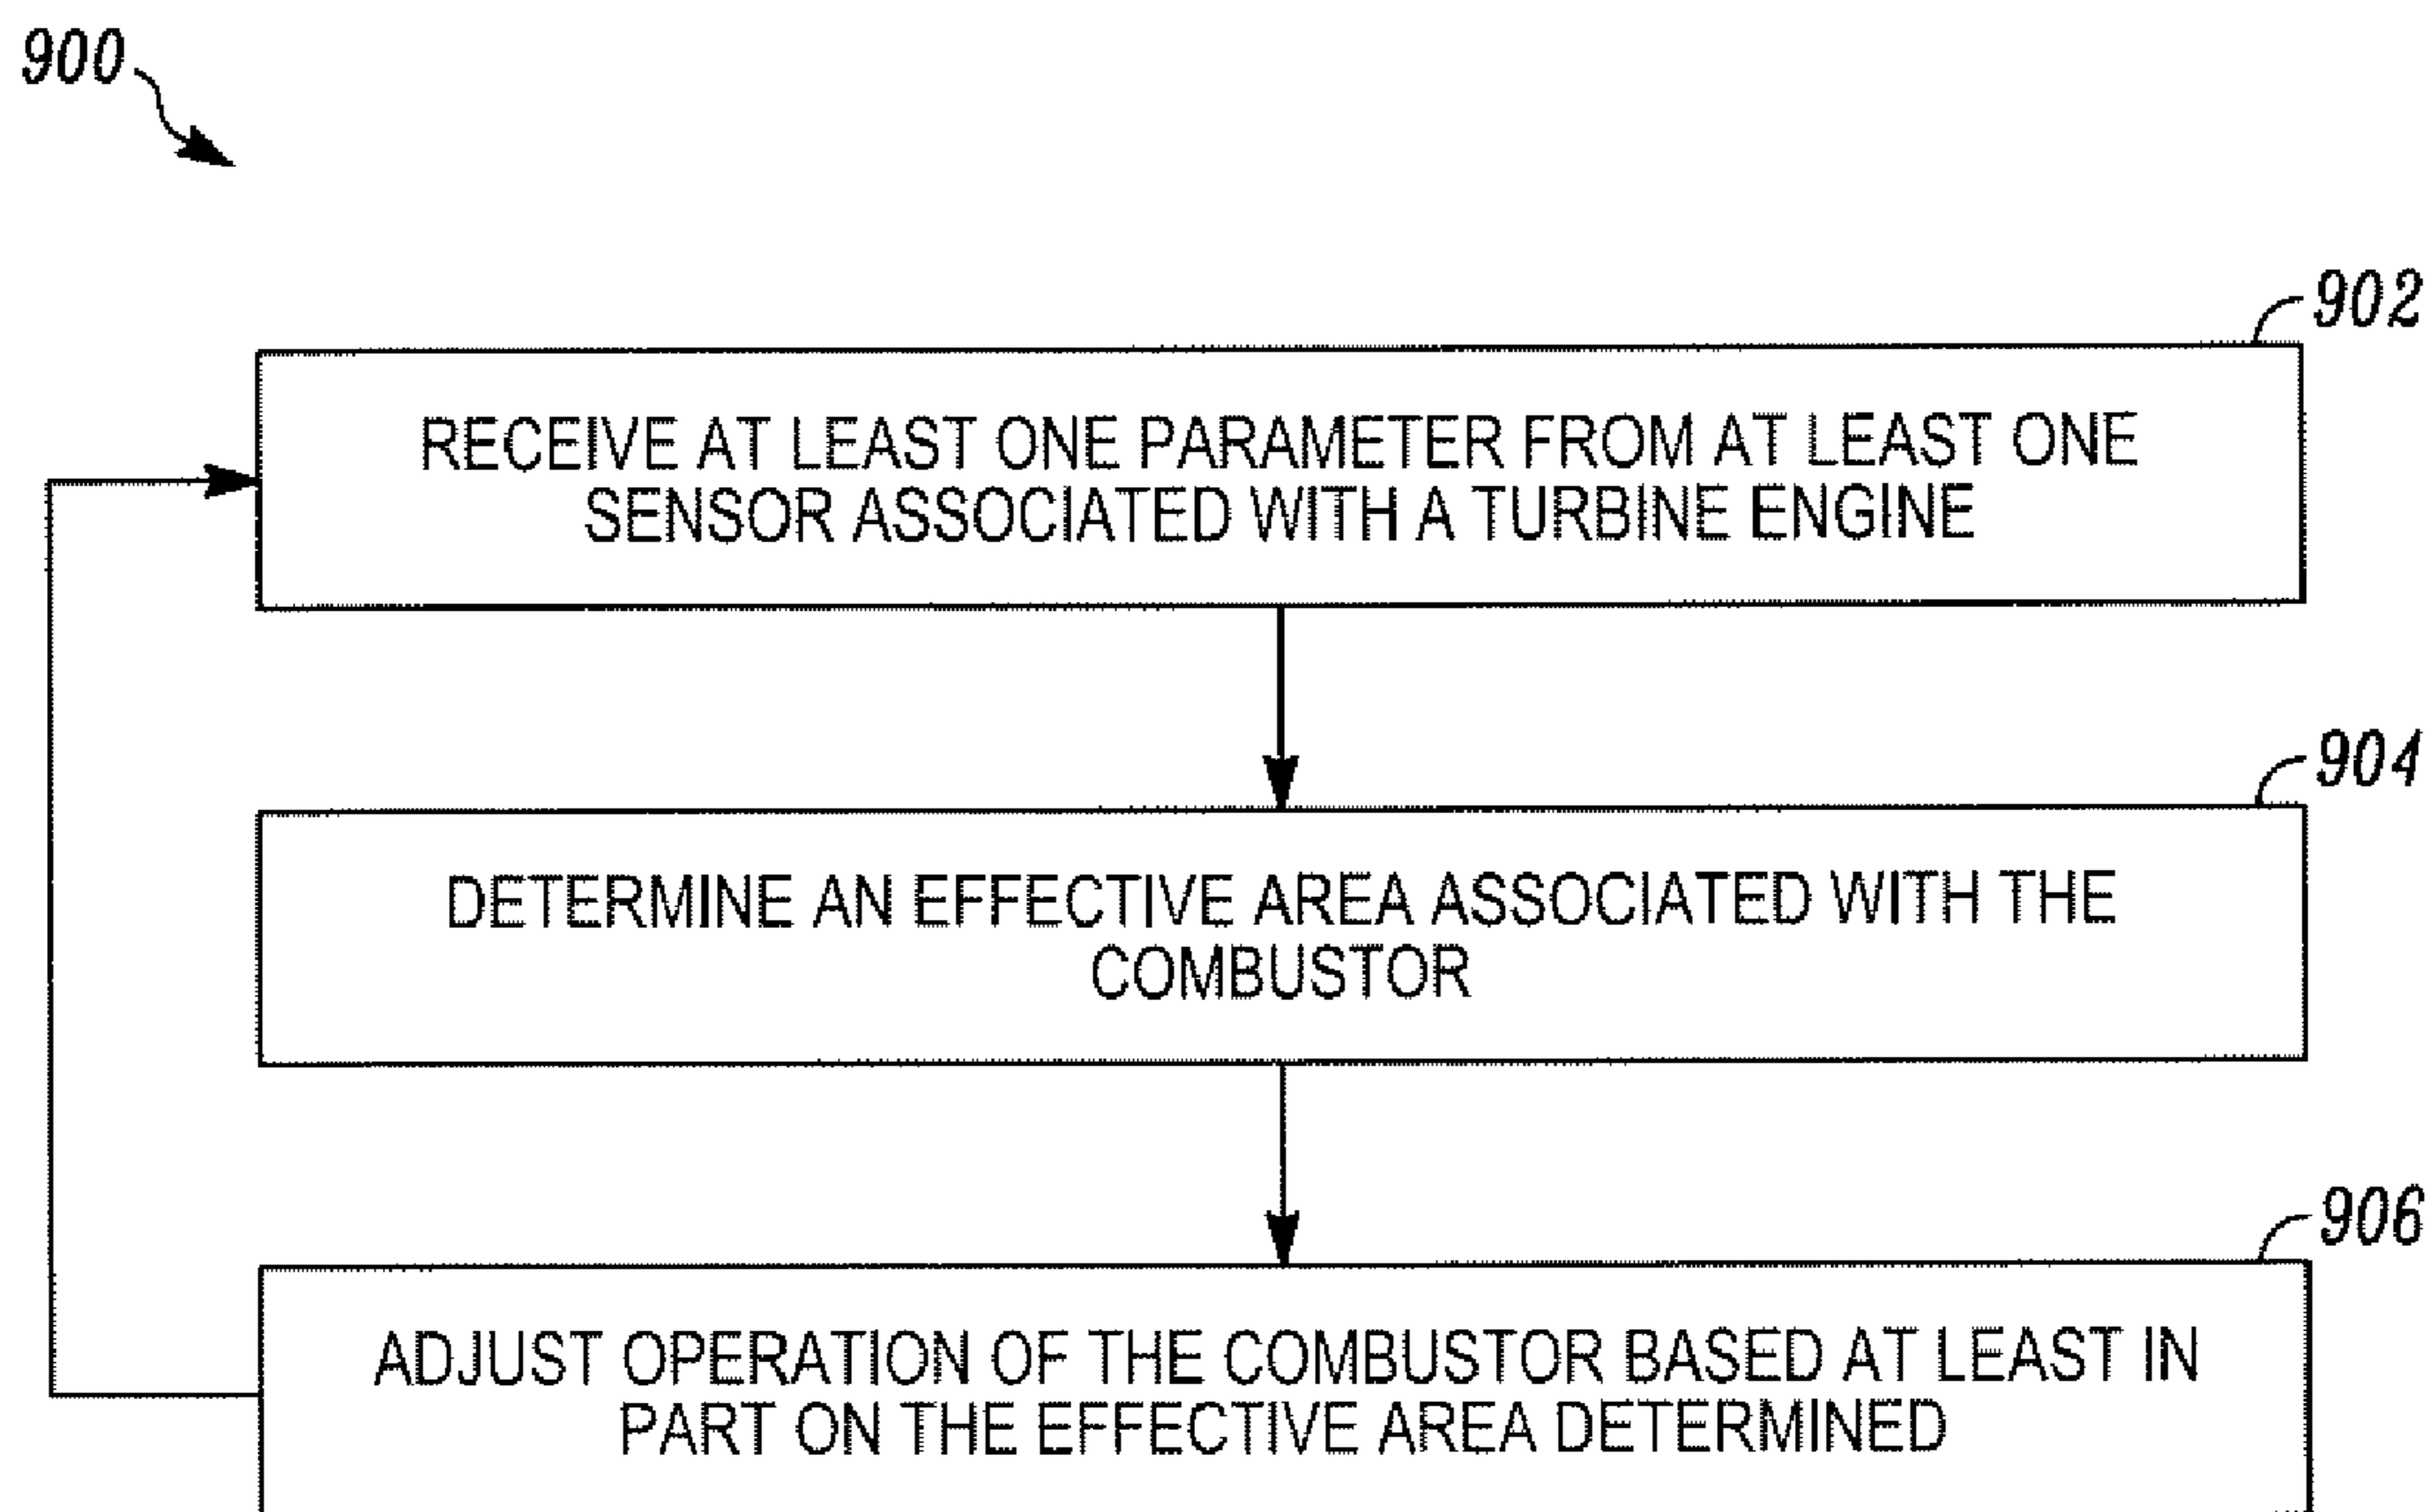 900
902
RECEIVE AT LEAST ONE PARAMETER FROM AT LEAST ONE
SENSOR ASSOCIATED WITH A TURBINE ENGINE
904
DETERMINE AN EFFECTIVE AREA ASSOCIATED WITH THE
COMBUSTOR
906
ADJUST OPERATION OF THE COMBUSTOR BASED AT LEAST IN
PART ON THE EFFECTIVE AREA DETERMINED